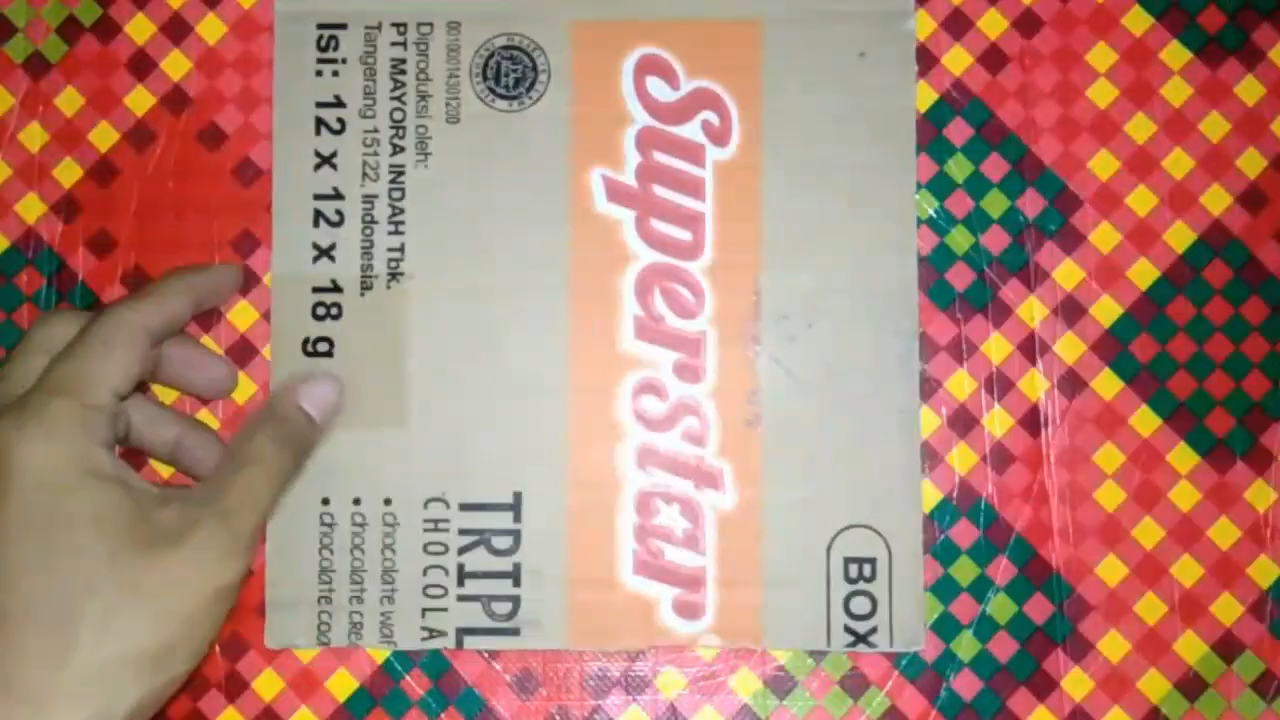 BOX
Superstar
00100014301200
Diproduksi oleh:
PT MAYORA INDAH Tbk.
Tangerang 15122, Indonesia.
Isi: 12 x 12 x 18 g
TRIPL
CHOCOLA
• chocolate waf
• chocolate cre
• chocolate coa